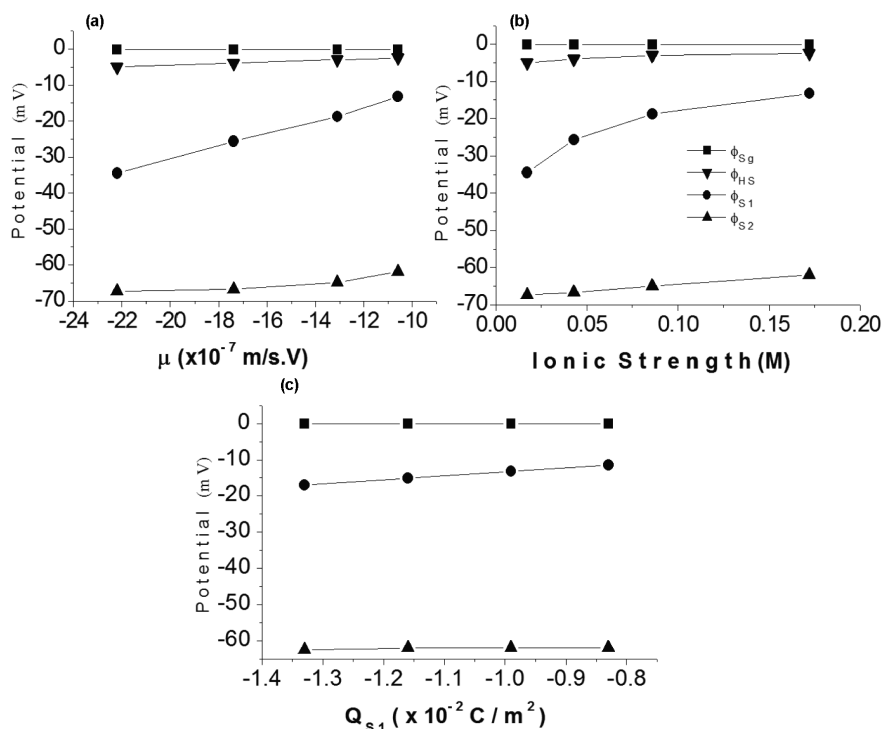 (a)
Potential (mV)
0
-10
-20
-30
-40
-50
-60
-70
-24 -22 -20 -18 -16 -14 -12 -10
μ (x10⁻⁷ m/s.V)
(b)
Potential (mV)
0
-10
-20
-30
-40
-50
-60
-70
ϕSg
ϕHS
ϕS1
ϕS2
0.00 0.05 0.10 0.15 0.20
Ionic Strength (M)
(c)
Potential (mV)
0
-10
-20
-30
-40
-50
-60
-1.4 -1.3 -1.2 -1.1 -1.0 -0.9 -0.8
QS1 ( x 10⁻² C / m²)